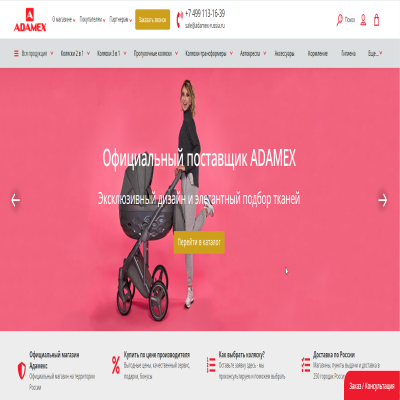 ADAMEX
О магазине
Покупателям
Партнерам
Заказать звонок
+7 499 113-16-39
sale@adamex-russia.ru
Поиск
Вся продукция
Коляски 2 в 1
Коляски 3 в 1
Прогулочные коляски
Коляски-трансформеры
Автокресла
Аксессуары
Кормление
Гигиена
Еще...
Официальный поставщик ADAMEX
Эксклюзивный дизайн и элегантный подбор тканей
Перейти в каталог
Официальный магазин
Адамекс
Официальный магазин на территории
России
Купить по цене производителя
Выгодные цены, качественный сервис,
подарки, бонусы
Как выбрать коляску?
Оставьте заявку здесь - мы
проконсультируем и поможем выбрать
Доставка по России
Магазины, пункты выдачи и доставка в
250 городах России
Заказ / Консультация